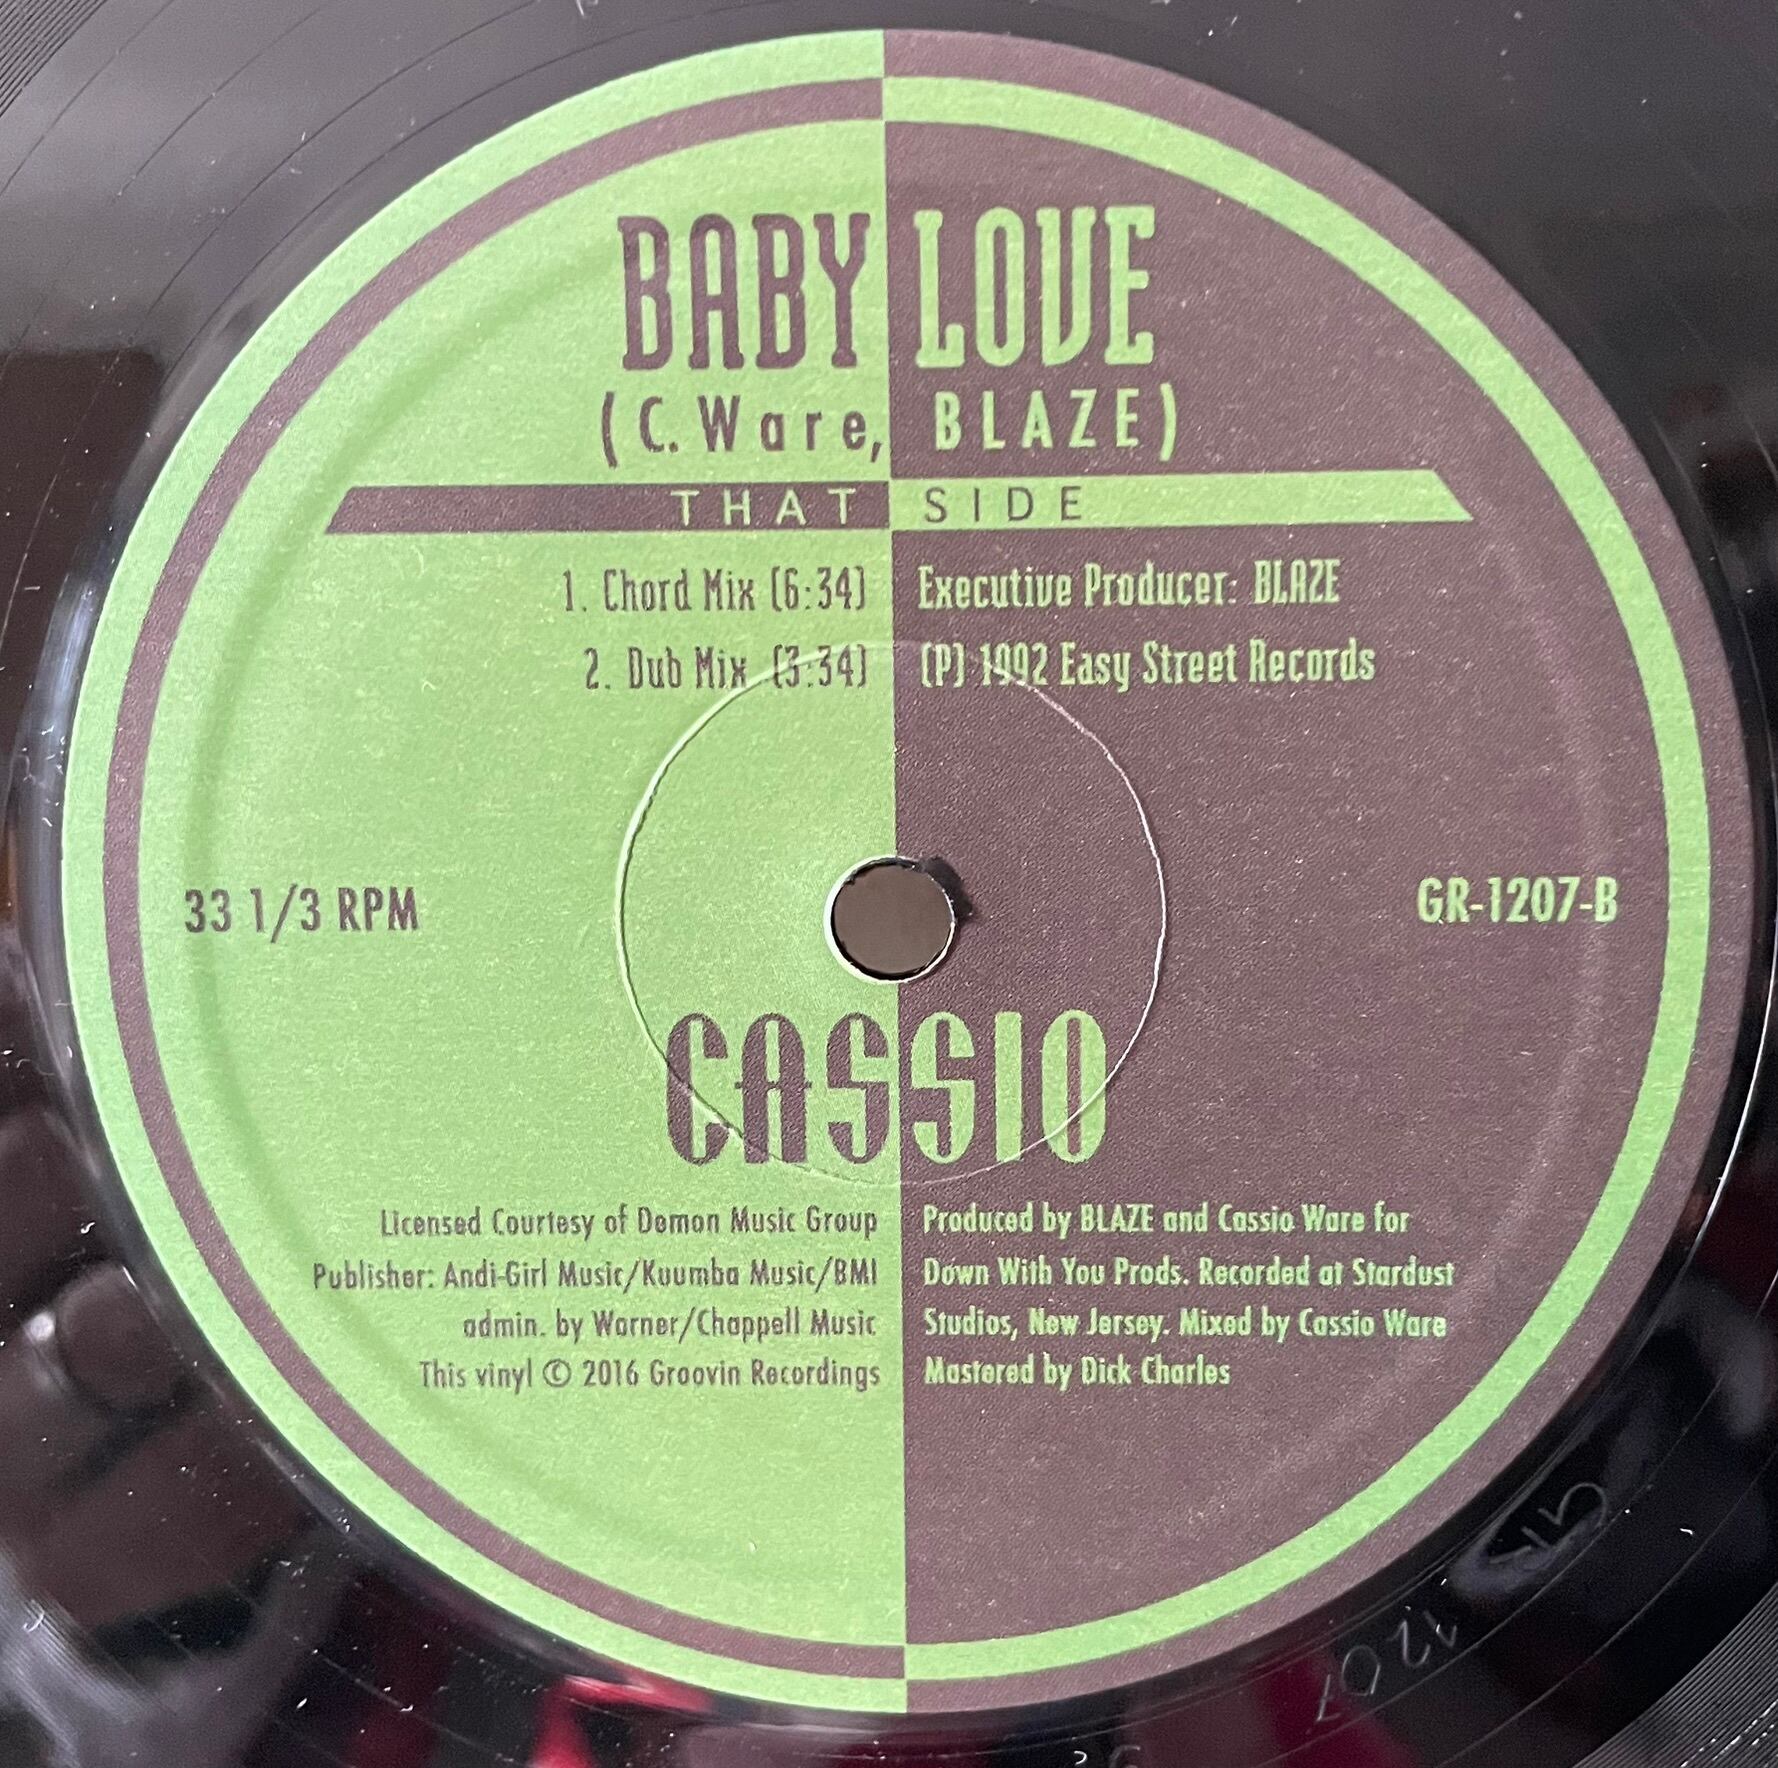 BABY LOVE
(C. Ware, BLAZE)
THAT SIDE
1. Chord Mix (6:34)
2. Dub Mix (3:34)
Executive Producer: BLAZE
(P) 1992 Easy Street Records
33 1/3 RPM
GR-1207-B
CASSIO
Licensed Courtesy of Demon Music Group
Publisher: Andi-Girl Music/Kuumba Music/BMI
admin. by Warner/Chappell Music
This vinyl © 2016 Groovin Recordings
Produced by BLAZE and Cassio Ware for
Down With You Prods. Recorded at Stardust
Studios, New Jersey. Mixed by Cassio Ware
Mastered by Dick Charles
GR 1207